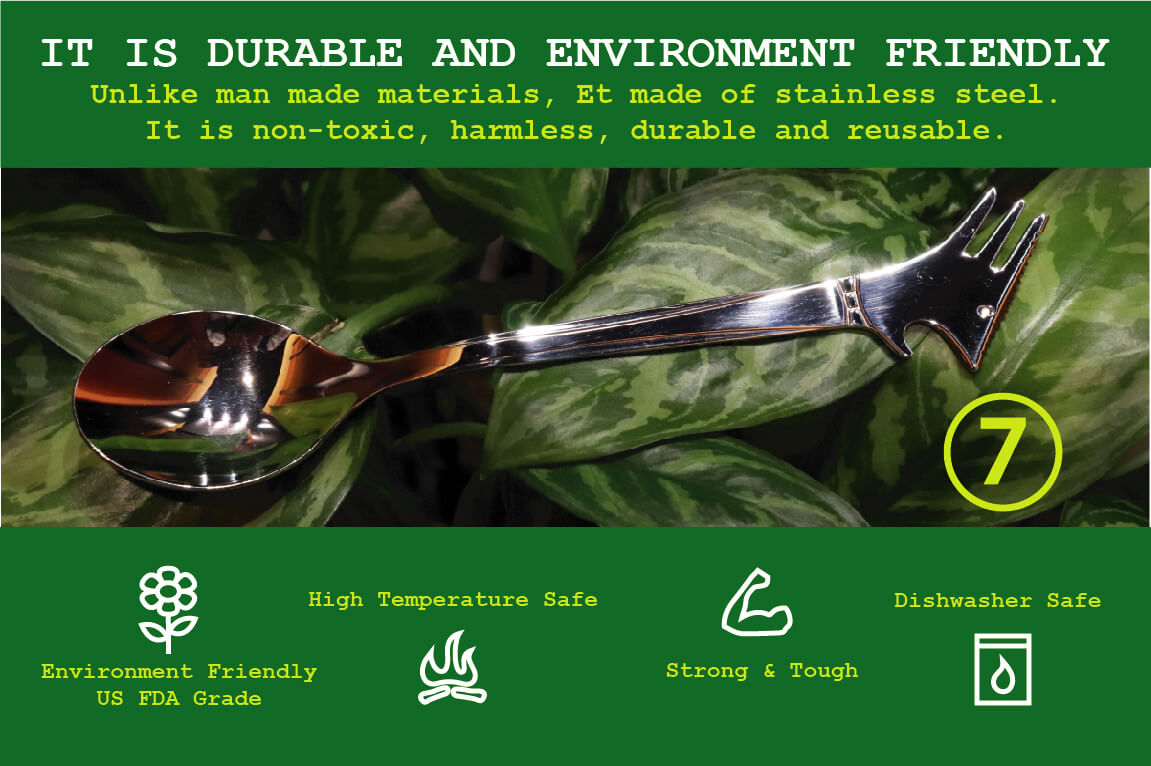 IT IS DURABLE AND ENVIRONMENT FRIENDLY
Unlike man made materials, Et made of stainless steel.
It is non-toxic, harmless, durable and reusable.
7
High Temperature Safe
Dishwasher Safe
Environment Friendly
US FDA Grade
Strong & Tough